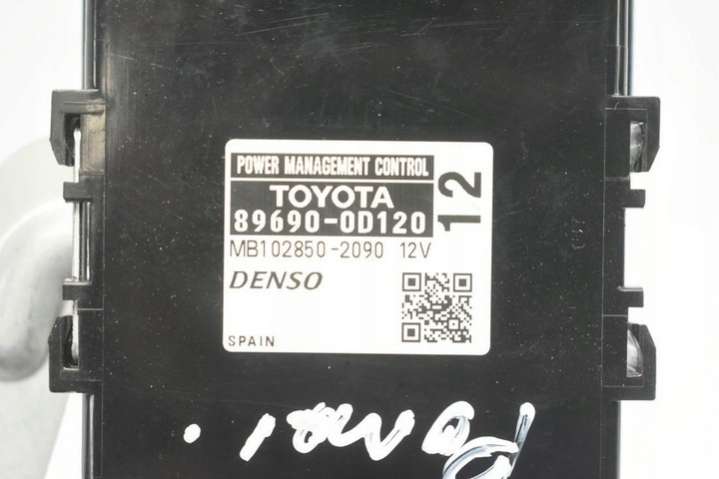 POWER MANAGEMENT CONTROL
TOYOTA
89690-0D120
12
MB102850-2090 12V
DENSO
SPAIN